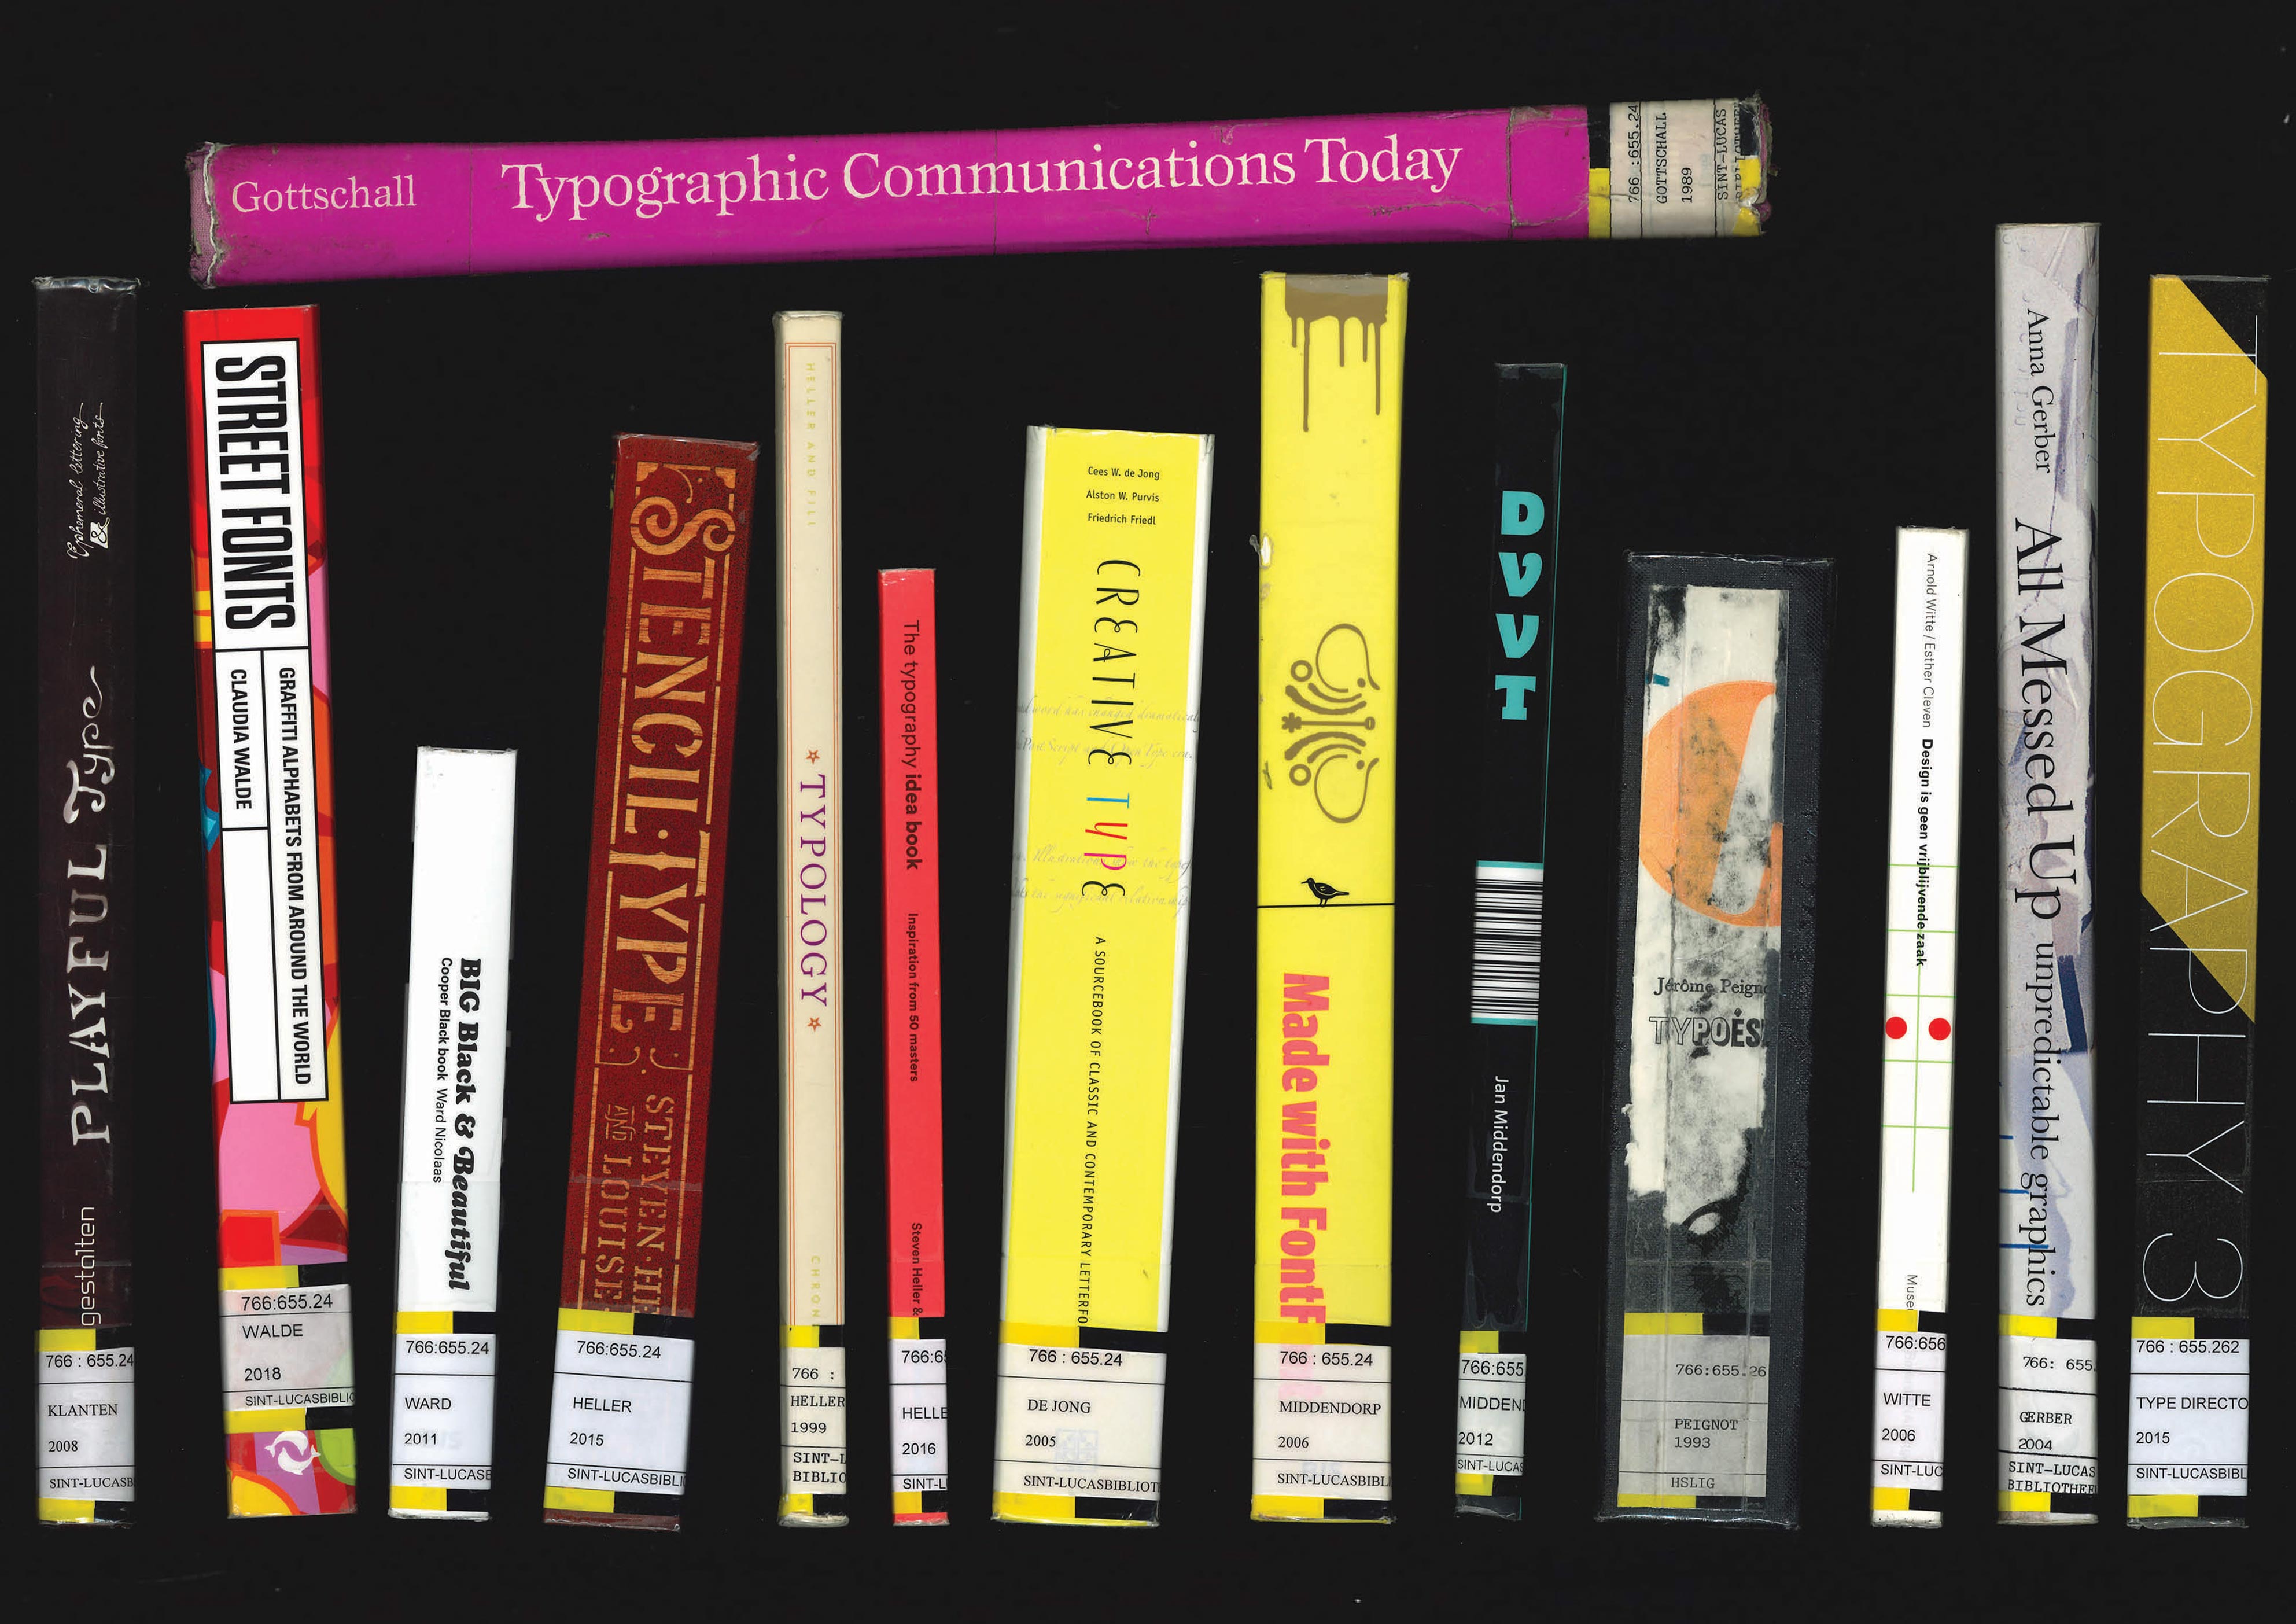 Gottschall
Typographic Communications Today
766 :655.24
GOTTSCHALL
1989
SINT-LUCAS
Ephemeral lettering
& illustrative fonts
PLAYFUL Type
gestalten
766 : 655.24
KLANTEN
2008
SINT-LUCASB
STREET FONTS
GRAFFITI ALPHABETS FROM AROUND THE WORLD
CLAUDIA WALDE
766:655.24
WALDE
2018
SINT-LUCASBIBLIO
BIG Black & Beautiful
Cooper Black book Ward Nicolaas
766:655.24
WARD
2011
SINT-LUCASB
STENCIL TYPE
STEVEN HE
AND LOUISE
766:655.24
HELLER
2015
SINT-LUCASBIBLI
HELLER AND FILI
TYPOLOGY
CHRON
766 :
HELLER
1999
SINT-L
BIBLIO
The typography idea book
Inspiration from 50 masters
Steven Heller &
766:65
HELLE
2016
SINT-L
Cees W. de Jong
Alston W. Purvis
Friedrich Friedl
CREATIVE TYPE
A SOURCEBOOK OF CLASSIC AND CONTEMPORARY LETTERFO
766 : 655.24
DE JONG
2005
SINT-LUCASBIBLIOT
Made with FontF
766 : 655.24
MIDDENDORP
2006
SINT-LUCASBIBL
DVVT
Jan Middendorp
766:655
MIDDEND
2012
SINT-LUCAS
Jérôme Peigno
TYPOÉS
766:655.26
PEIGNOT
1993
HSLIG
Arnold Witte / Esther Cleven
Design is geen vrijblijvende zaak
Museu
766:656
WITTE
2006
SINT-LUC
Anna Gerber
All Messed Up
unpredictable graphics
766: 655.
GERBER
2004
SINT-LUCAS
BIBLIOTHEE
TYPOGRAPHY 3
766 : 655.262
TYPE DIRECTO
2015
SINT-LUCASBIBL